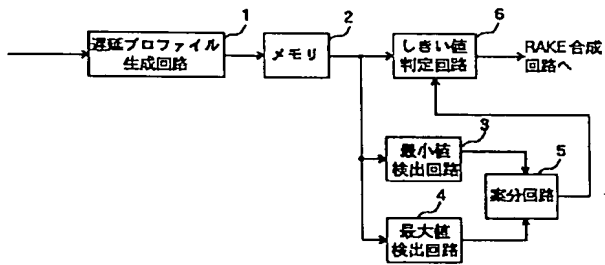 1
遅延プロファイル
生成回路
2
メモリ
6
しきい値
判定回路
RAKE合成
回路へ
3
最小値
検出回路
5
案分回路
4
最大値
検出回路